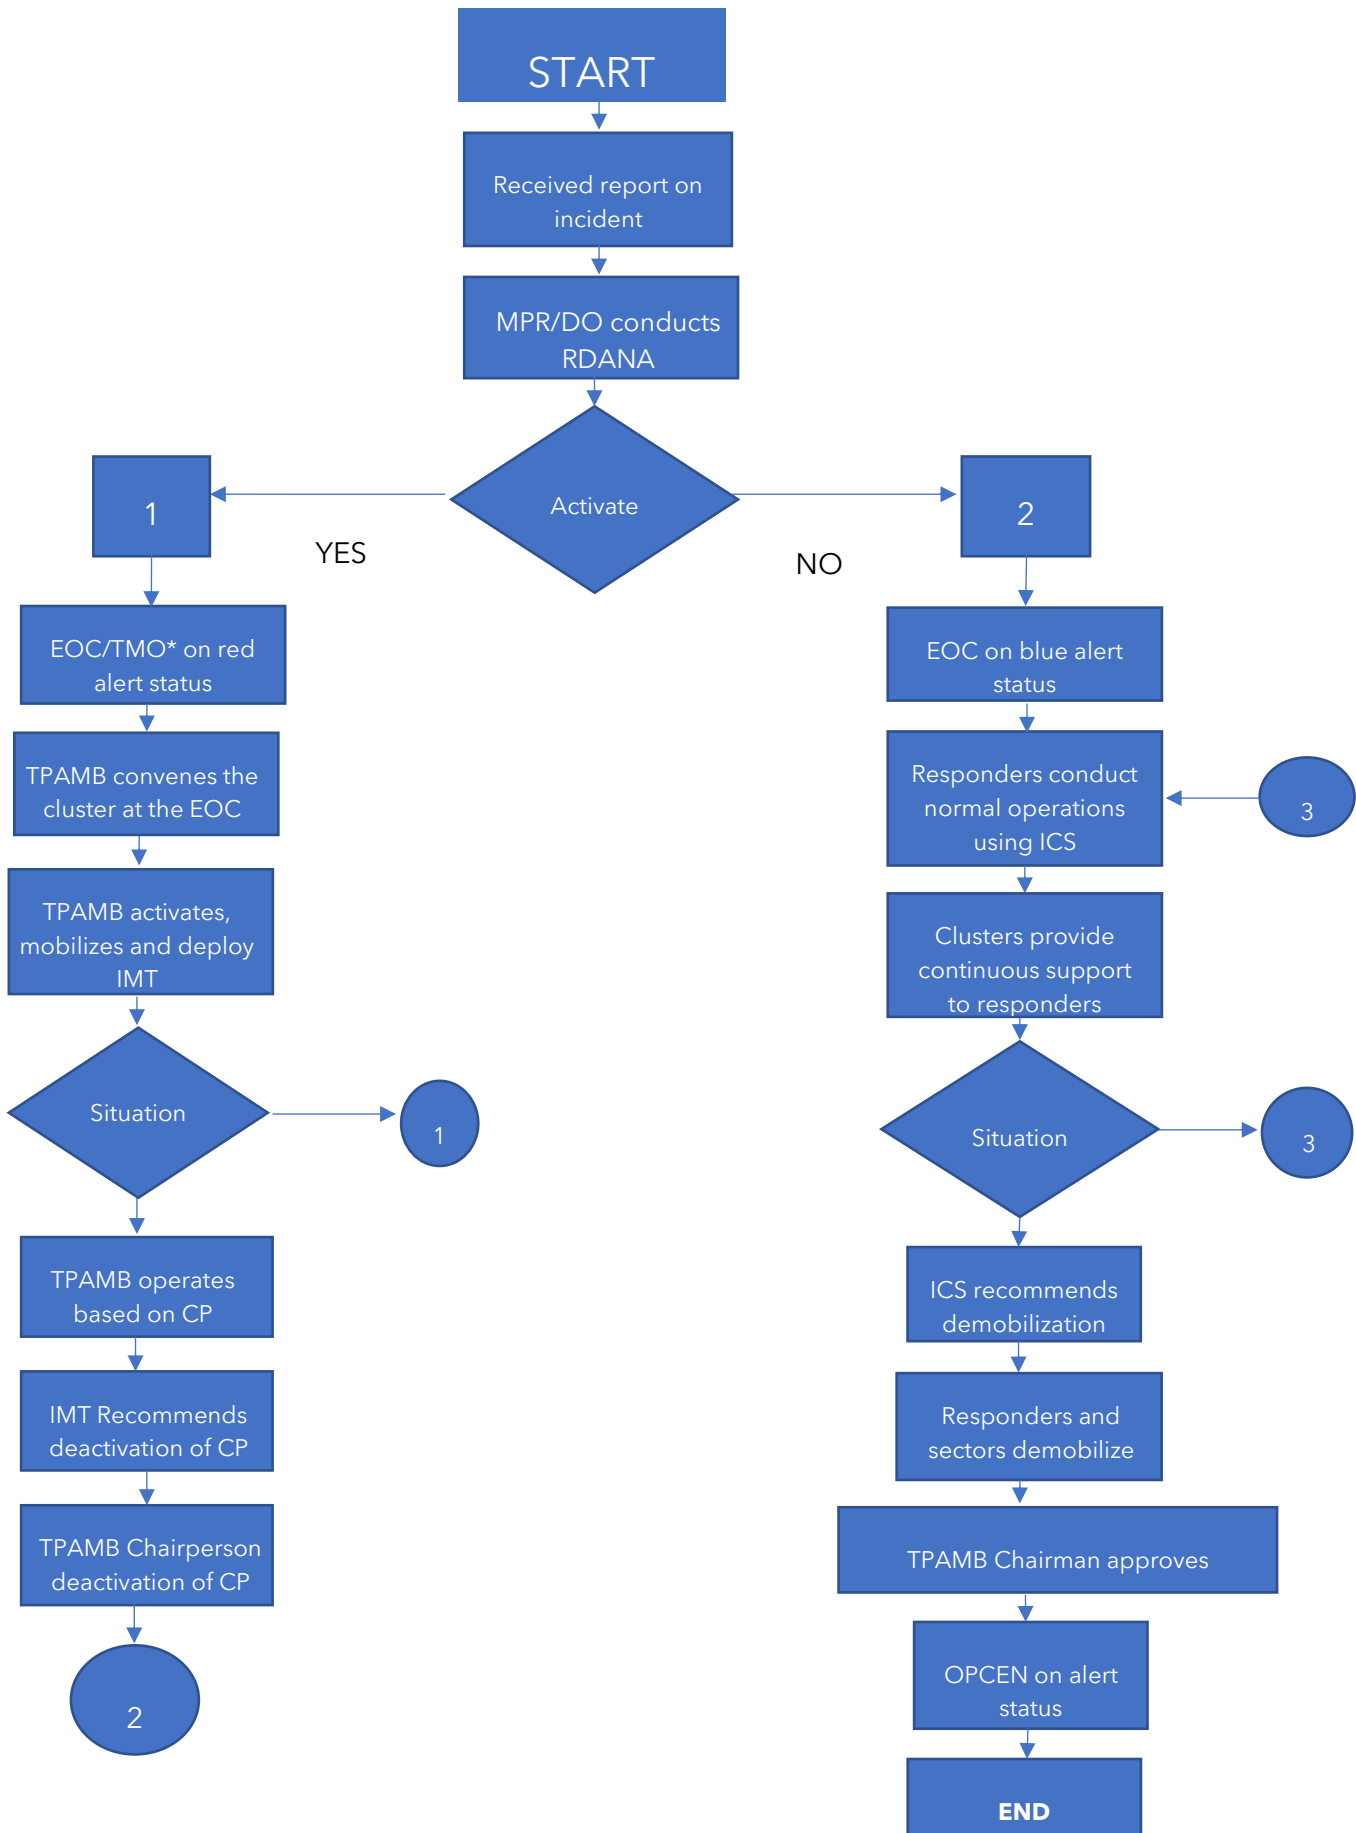 START
Received report on
incident
MPR/DO conducts
RDANA
Activate
YES
NO
1
EOC/TMO* on red
alert status
TPAMB convenes the
cluster at the EOC
TPAMB activates,
mobilizes and deploy
IMT
Situation
1
TPAMB operates
based on CP
IMT Recommends
deactivation of CP
TPAMB Chairperson
deactivation of CP
2
2
EOC on blue alert
status
Responders conduct
normal operations
using ICS
3
Clusters provide
continuous support
to responders
Situation
3
ICS recommends
demobilization
Responders and
sectors demobilize
TPAMB Chairman approves
OPCEN on alert
status
END